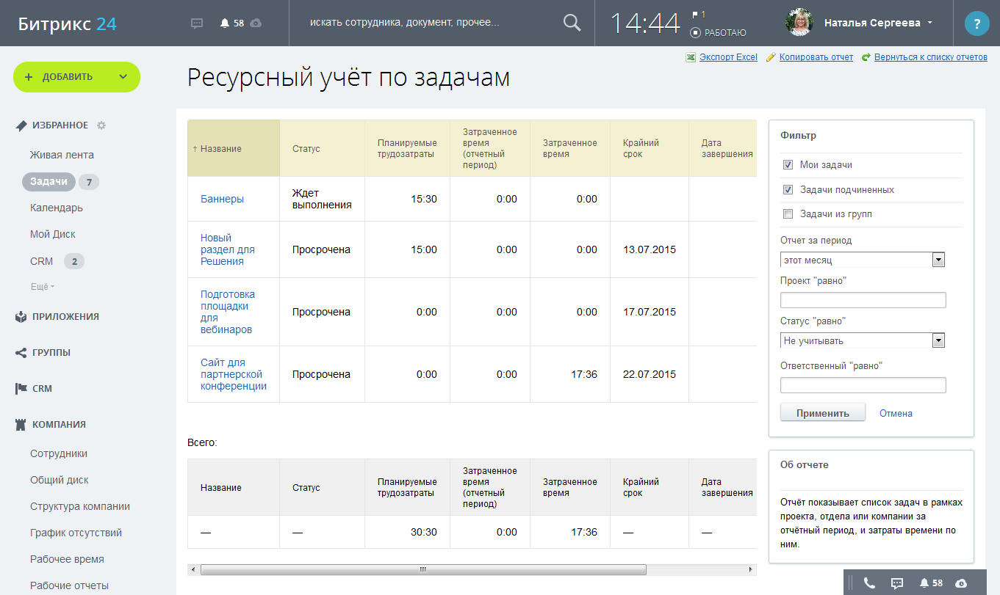 Битрикс 24
58
искать сотрудника, документ, прочее...
14:44
1
РАБОТАЮ
Наталья Сергеева
?
Экспорт Excel
Копировать отчет
Вернуться к списку отчетов
+ ДОБАВИТЬ
Ресурсный учёт по задачам
ИЗБРАННОЕ
Живая лента
Задачи 7
Календарь
Мой Диск
CRM 2
Ещё
ПРИЛОЖЕНИЯ
ГРУППЫ
CRM
КОМПАНИЯ
Сотрудники
Общий диск
Структура компании
График отсутствий
Рабочее время
Рабочие отчеты
↑ Название
Статус
Планируемые
трудозатраты
Затраченное
время
(отчетный
период)
Затраченное
время
Крайний
срок
Дата
завершения
Баннеры
Ждет
выполнения
15:30
0:00
0:00
Новый
раздел для
Решения
Просрочена
15:00
0:00
0:00
13.07.2015
Подготовка
площадки
для
вебинаров
Просрочена
0:00
0:00
0:00
17.07.2015
Сайт для
партнерской
конференции
Просрочена
0:00
0:00
17:36
22.07.2015
Всего:
Название
Статус
Планируемые
трудозатраты
Затраченное
время
(отчетный
период)
Затраченное
время
Крайний
срок
Дата
завершения
—
—
30:30
0:00
17:36
—
—
Фильтр
Мои задачи
Задачи подчиненных
Задачи из групп
Отчет за период
этот месяц
Проект "равно"
Статус "равно"
Не учитывать
Ответственный "равно"
Применить
Отмена
Об отчете
Отчёт показывает список задач в рамках
проекта, отдела или компании за
отчётный период, и затраты времени по
ним.
58